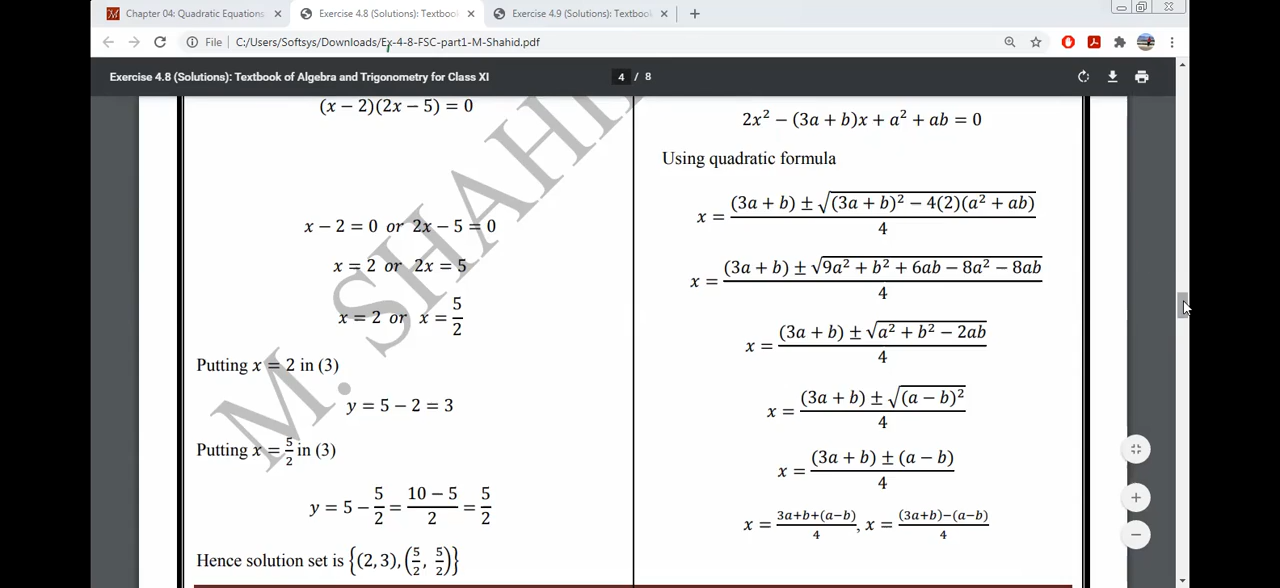 Chapter 04: Quadratic Equations
Exercise 4.8 (Solutions): Textbook
Exercise 4.9 (Solutions): Textbook
File C:/Users/Softsys/Downloads/Ex-4-8-FSC-part1-M-Shahid.pdf
Exercise 4.8 (Solutions): Textbook of Algebra and Trigonometry for Class XI
4 / 8
(x − 2)(2x − 5) = 0
x − 2 = 0 or 2x − 5 = 0
x = 2 or 2x = 5
x = 2 or x = 5/2
Putting x = 2 in (3)
y = 5 − 2 = 3
Putting x = 5/2 in (3)
y = 5 − 5/2 = (10 − 5)/2 = 5/2
Hence solution set is {(2, 3), (5/2, 5/2)}
2x² − (3a + b)x + a² + ab = 0
Using quadratic formula
x = ((3a + b) ± √((3a + b)² − 4(2)(a² + ab)))/4
x = ((3a + b) ± √(9a² + b² + 6ab − 8a² − 8ab))/4
x = ((3a + b) ± √(a² + b² − 2ab))/4
x = ((3a + b) ± √((a − b)²))/4
x = ((3a + b) ± (a − b))/4
x = (3a+b+(a−b))/4, x = ((3a+b)−(a−b))/4
M. SHAHID